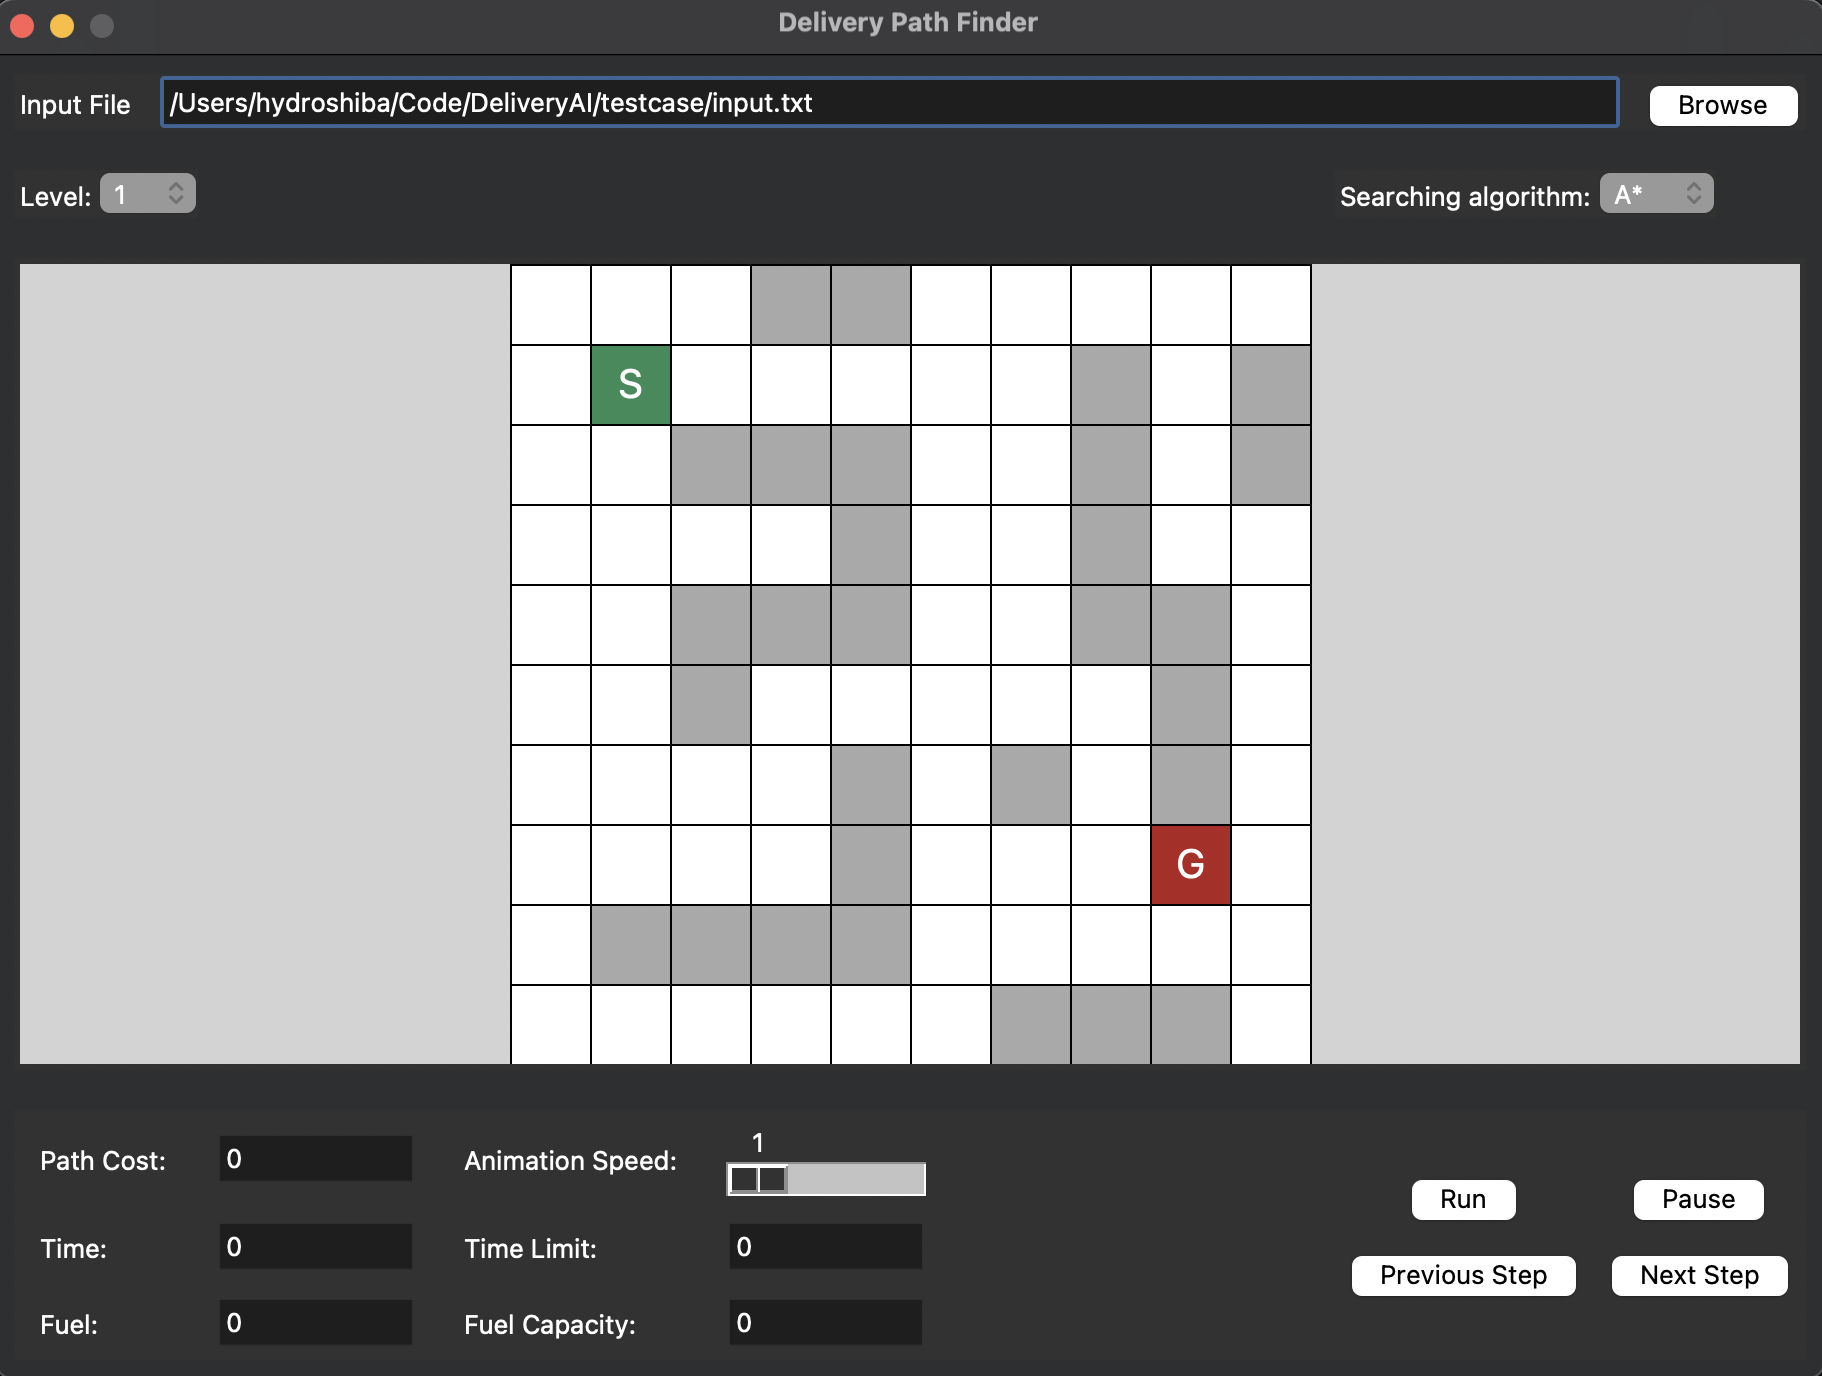 Delivery Path Finder
Input File /Users/hydroshiba/Code/DeliveryAI/testcase/input.txt Browse
Level: 1 Searching algorithm: A*
S
G
1
Path Cost: 0 Animation Speed:
Run Pause
Time: 0 Time Limit: 0
Previous Step Next Step
Fuel: 0 Fuel Capacity: 0